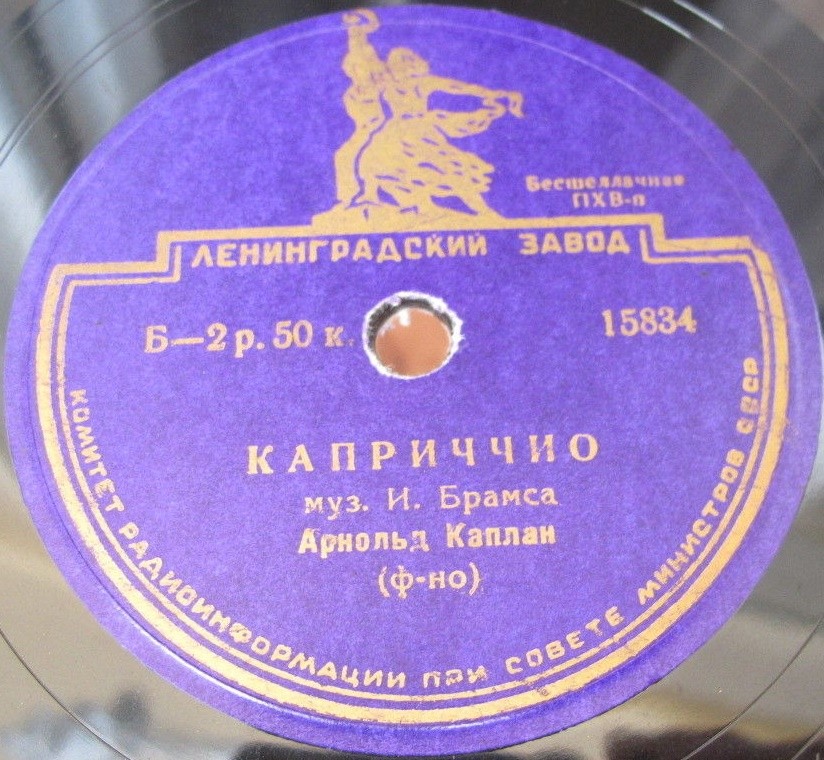 Бесшеллачная
ПХВ-п
ЛЕНИНГРАДСКИЙ ЗАВОД
Б—2 р. 50 к.
15834
КАПРИЧЧИО
муз. И. Брамса
Арнольд Каплан
(ф-но)
КОМИТЕТ РАДИОИНФОРМАЦИИ ПРИ СОВЕТЕ МИНИСТРОВ СССР